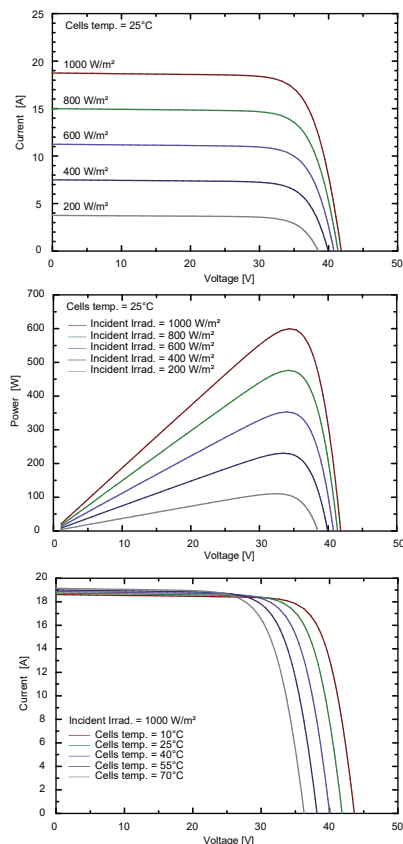 25
Cells temp. = 25°C
20
1000 W/m²
800 W/m²
15
600 W/m²
10
400 W/m²
5
200 W/m²
0
Current [A]
0 10 20 30 40 50
Voltage [V]
700
Cells temp. = 25°C
Incident Irrad. = 1000 W/m²
600
Incident Irrad. = 800 W/m²
Incident Irrad. = 600 W/m²
500
Incident Irrad. = 400 W/m²
Incident Irrad. = 200 W/m²
400
300
200
100
0
Power [W]
0 10 20 30 40 50
Voltage [V]
20
18
16
14
12
10
8
Incident Irrad. = 1000 W/m²
Cells temp. = 10°C
6
Cells temp. = 25°C
Cells temp. = 40°C
4
Cells temp. = 55°C
Cells temp. = 70°C
2
0
Current [A]
0 10 20 30 40 50
Voltage [V]